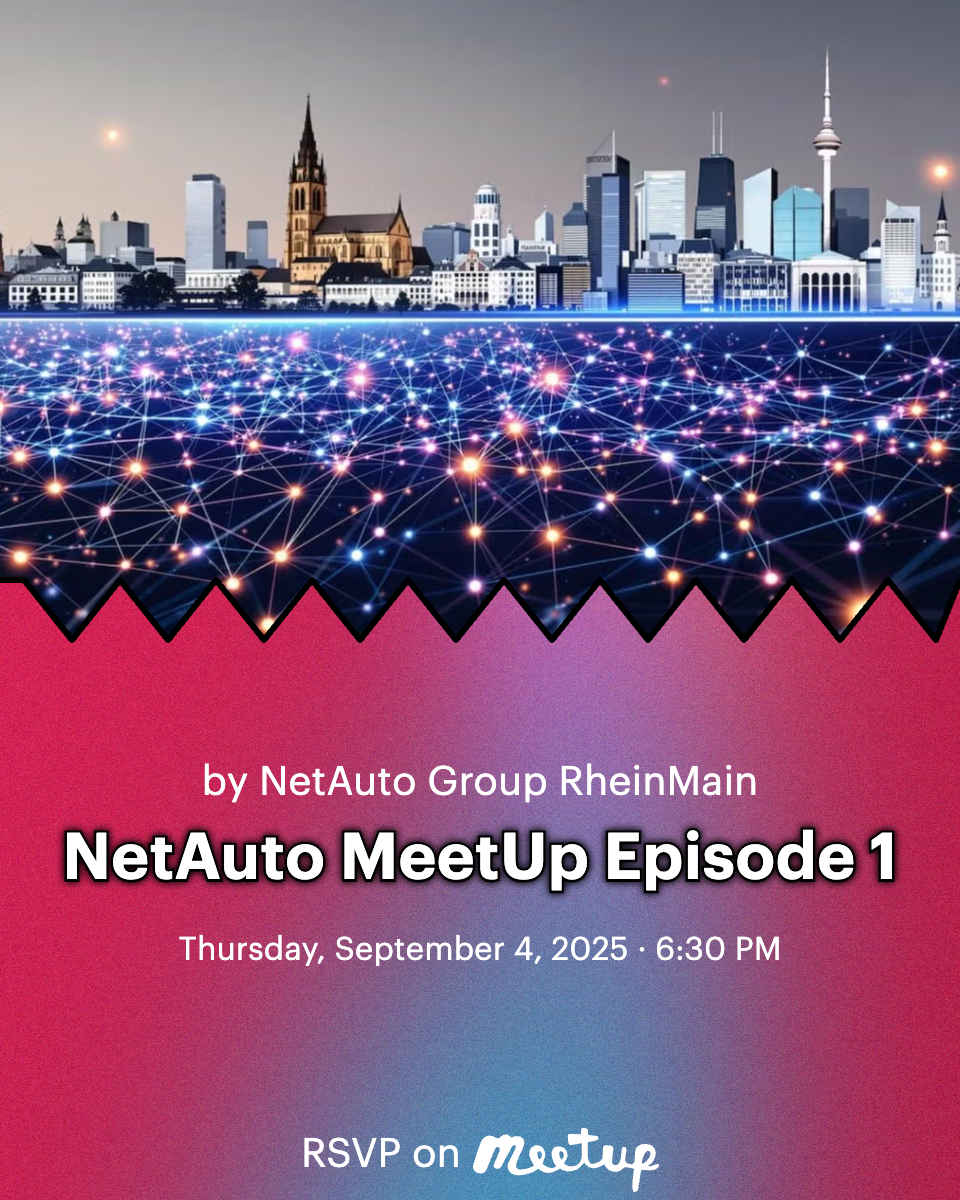 by NetAuto Group RheinMain
NetAuto MeetUp Episode 1
Thursday, September 4, 2025 · 6:30 PM
RSVP on meetup